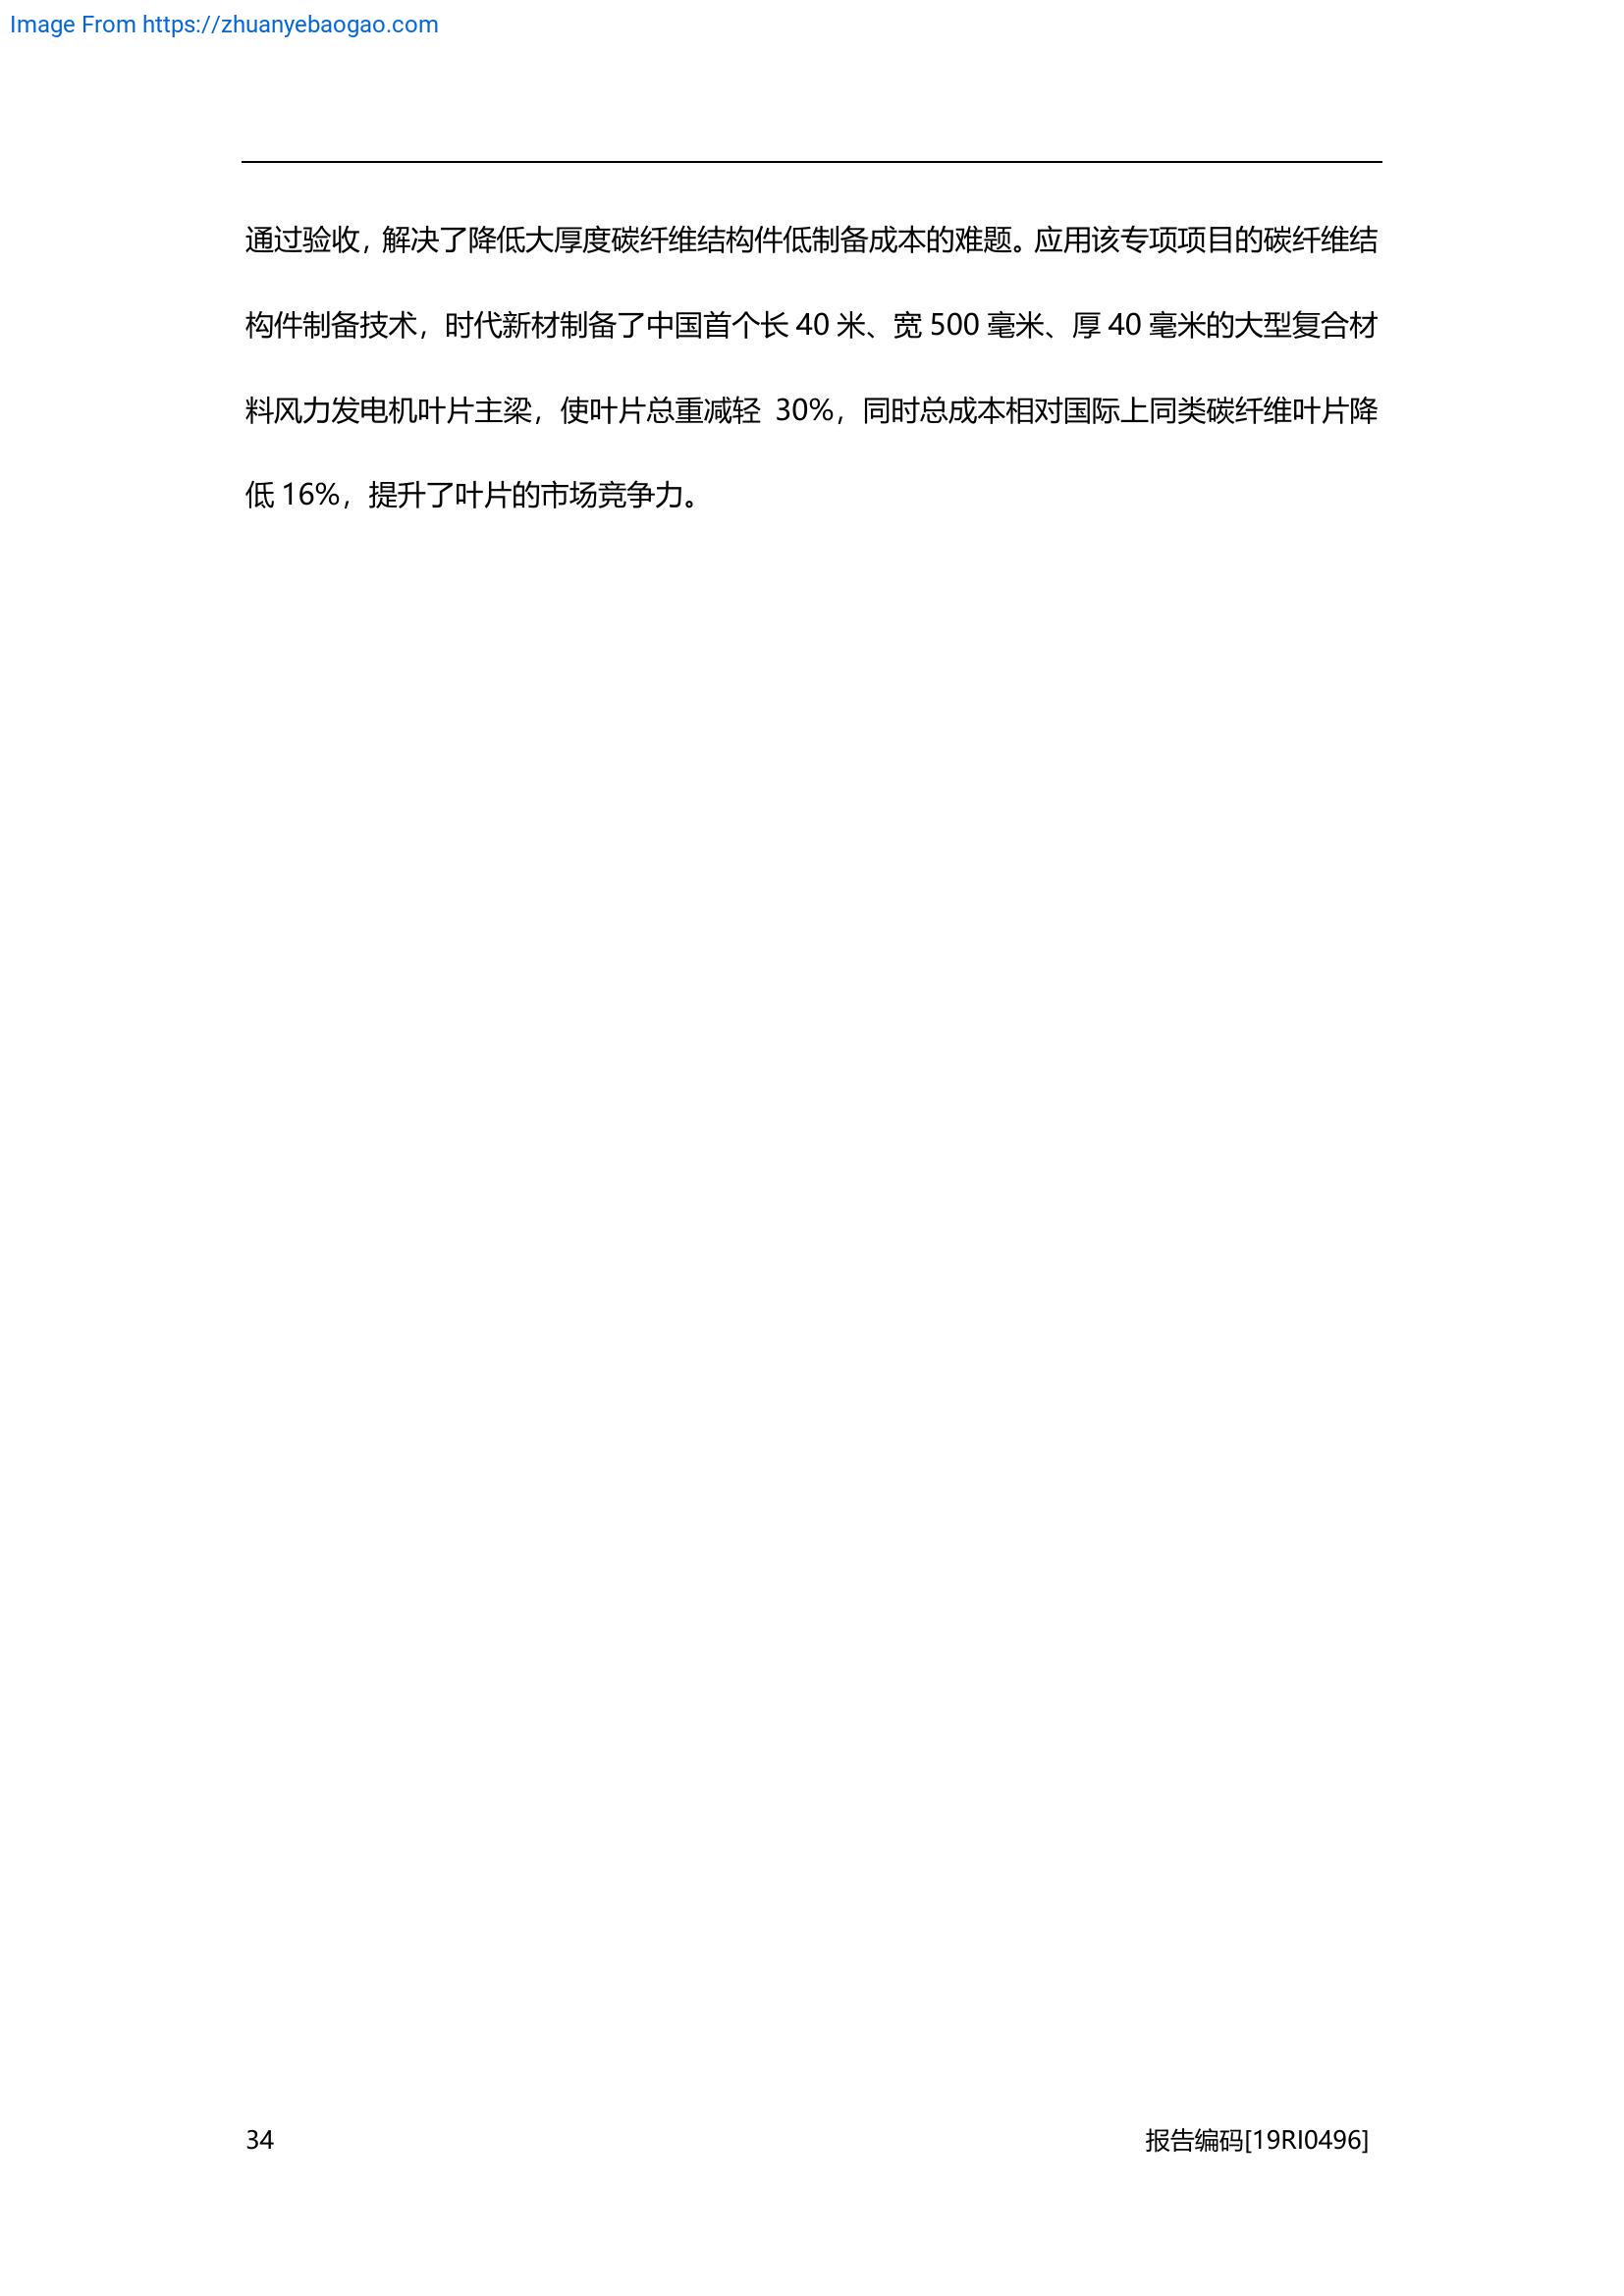 Image From https://zhuanyebaogao.com
通过验收，解决了降低大厚度碳纤维结构件低制备成本的难题。应用该专项项目的碳纤维结
构件制备技术，时代新材制备了中国首个长 40 米、宽 500 毫米、厚 40 毫米的大型复合材
料风力发电机叶片主梁，使叶片总重减轻 30%，同时总成本相对国际上同类碳纤维叶片降
低 16%，提升了叶片的市场竞争力。
34 报告编码[19RI0496]